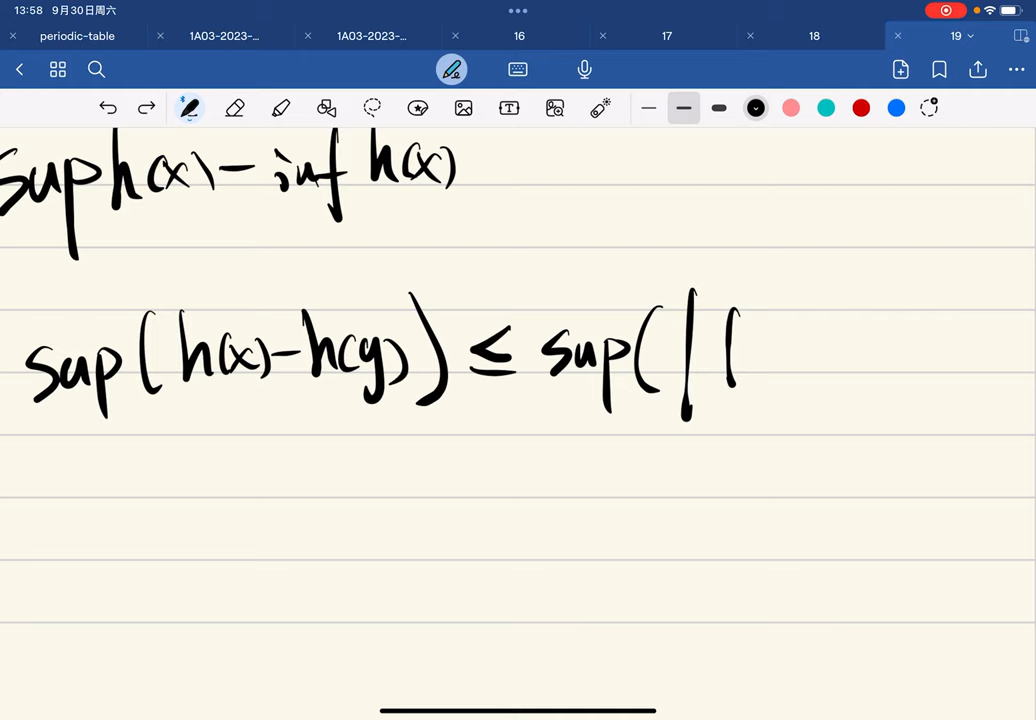 13:58 9月30日周六
periodic-table 1A03-2023-... 1A03-2023-... 16 17 18 19
sup h(x) - inf h(x)
sup(h(x)-h(y)) ≤ sup(| (